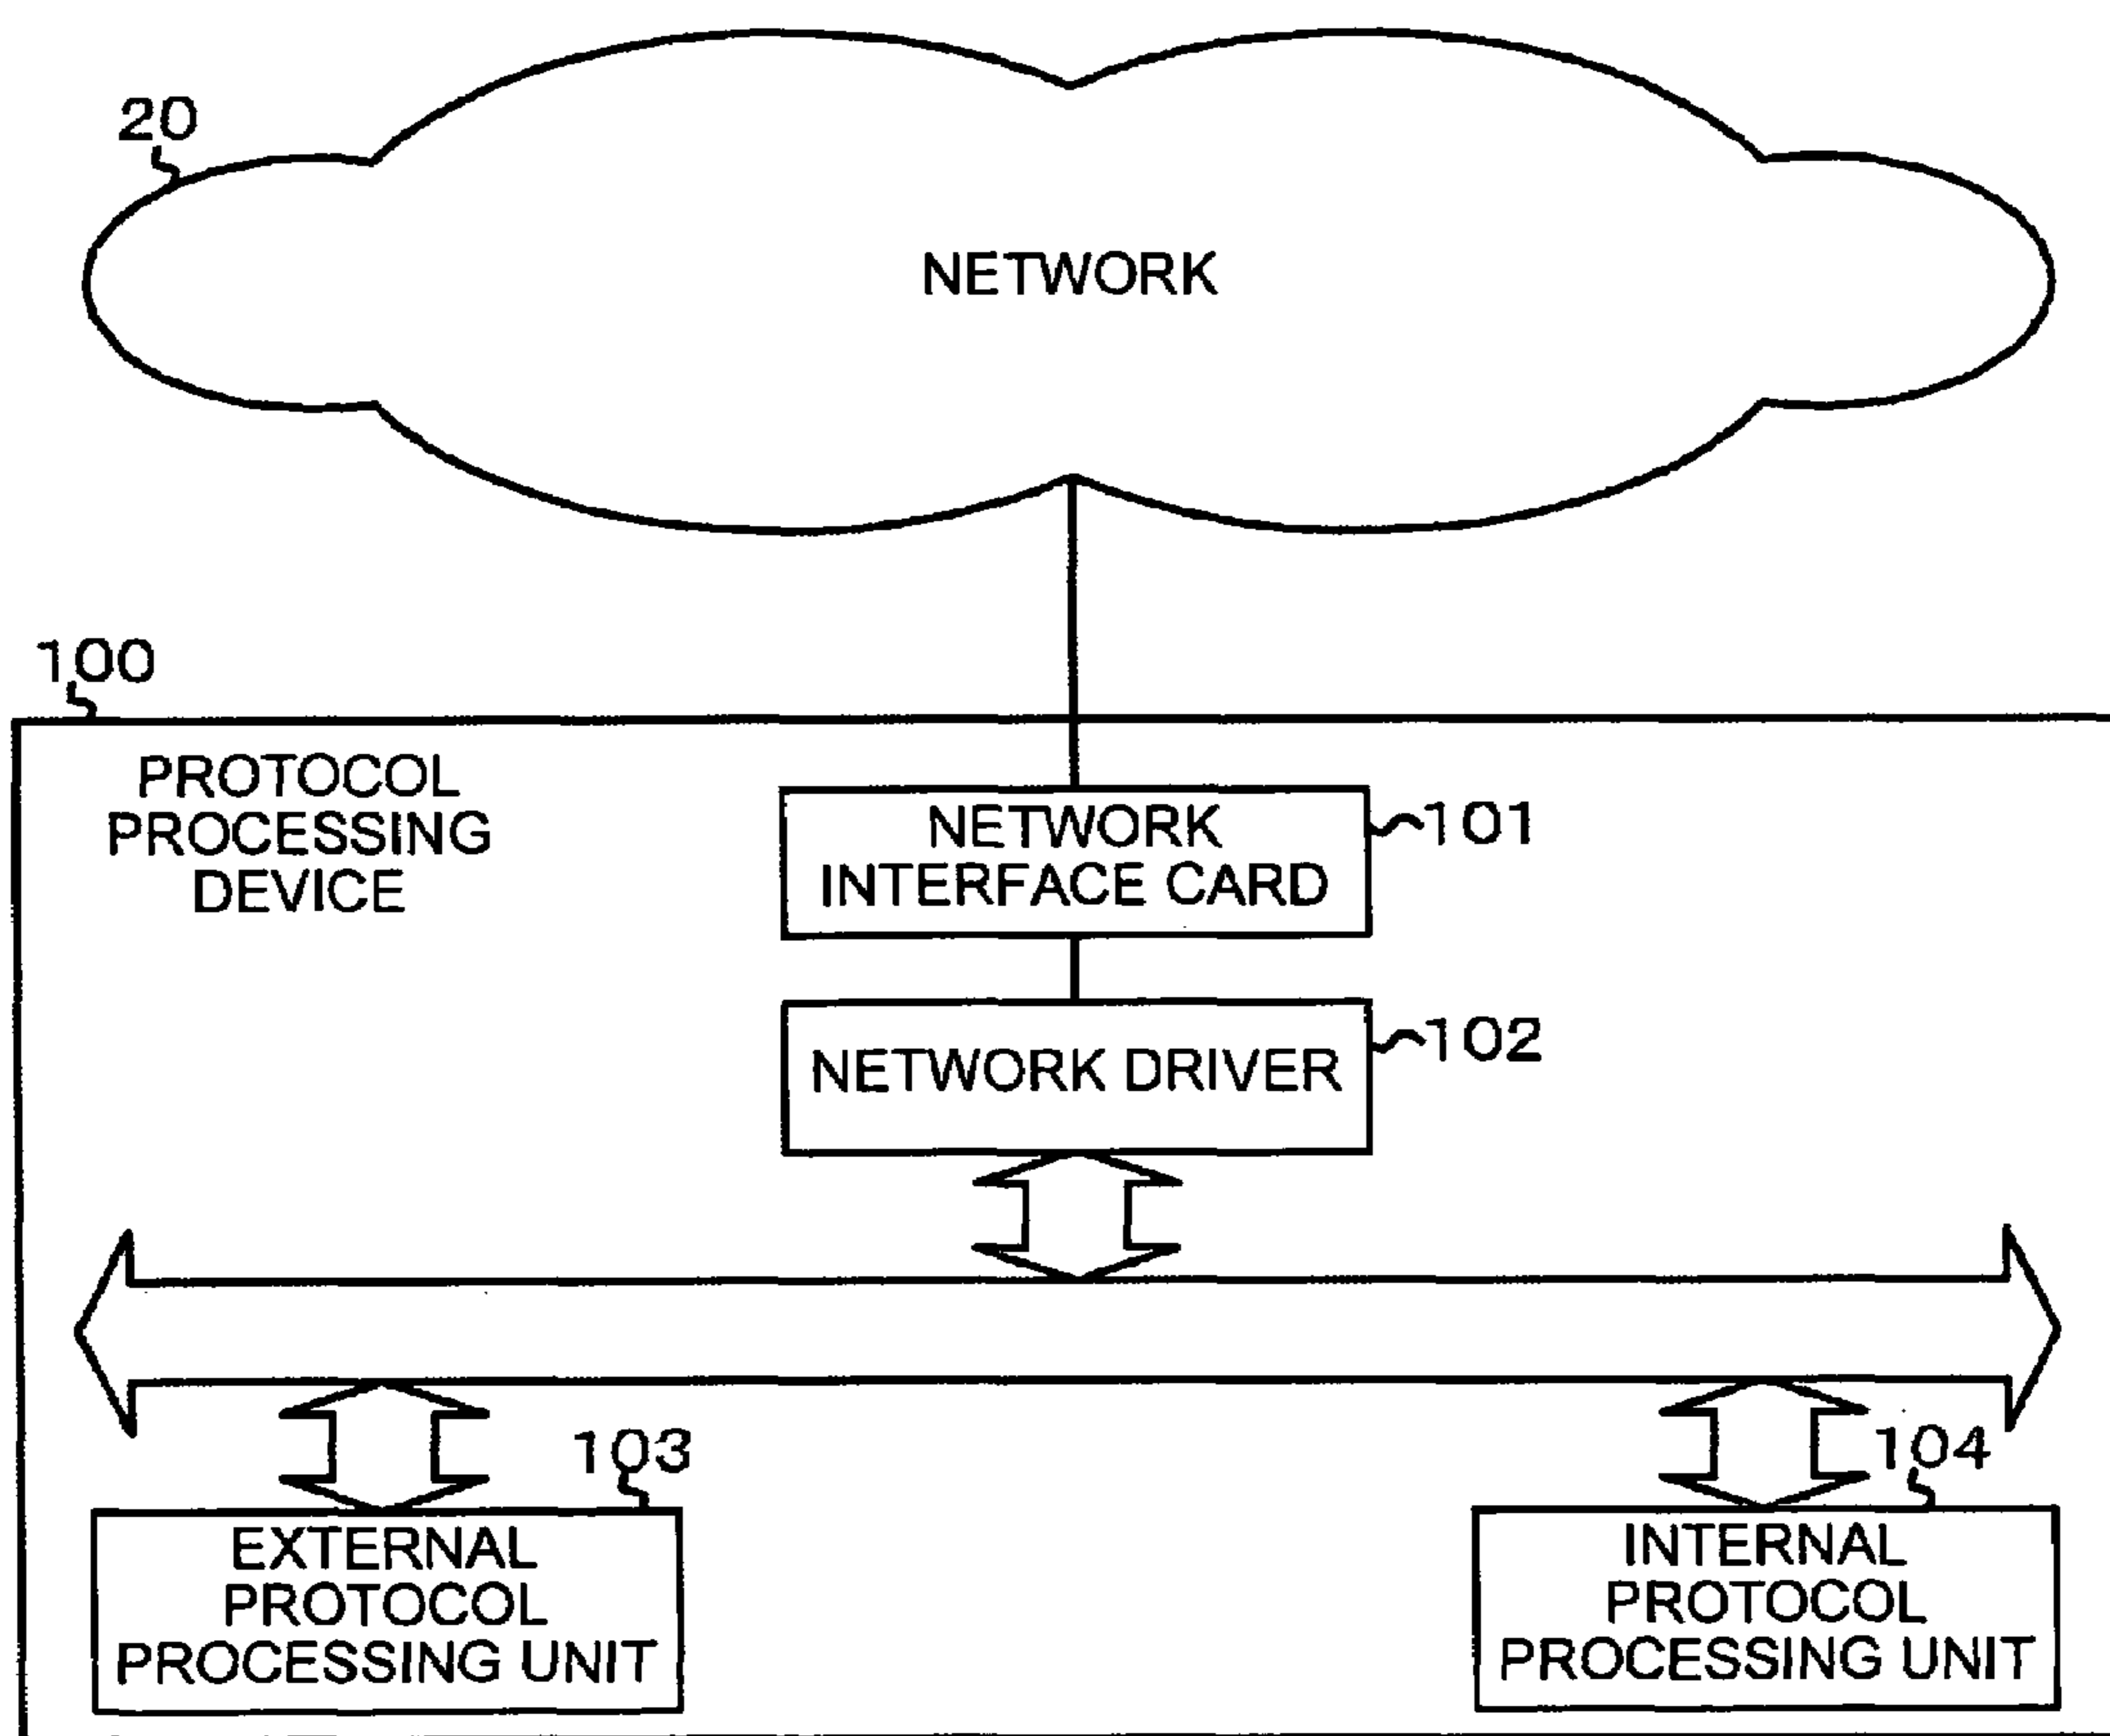 20
NETWORK
100
PROTOCOL
PROCESSING
DEVICE
NETWORK
INTERFACE CARD
101
NETWORK DRIVER
102
103
104
EXTERNAL
PROTOCOL
PROCESSING UNIT
INTERNAL
PROTOCOL
PROCESSING UNIT